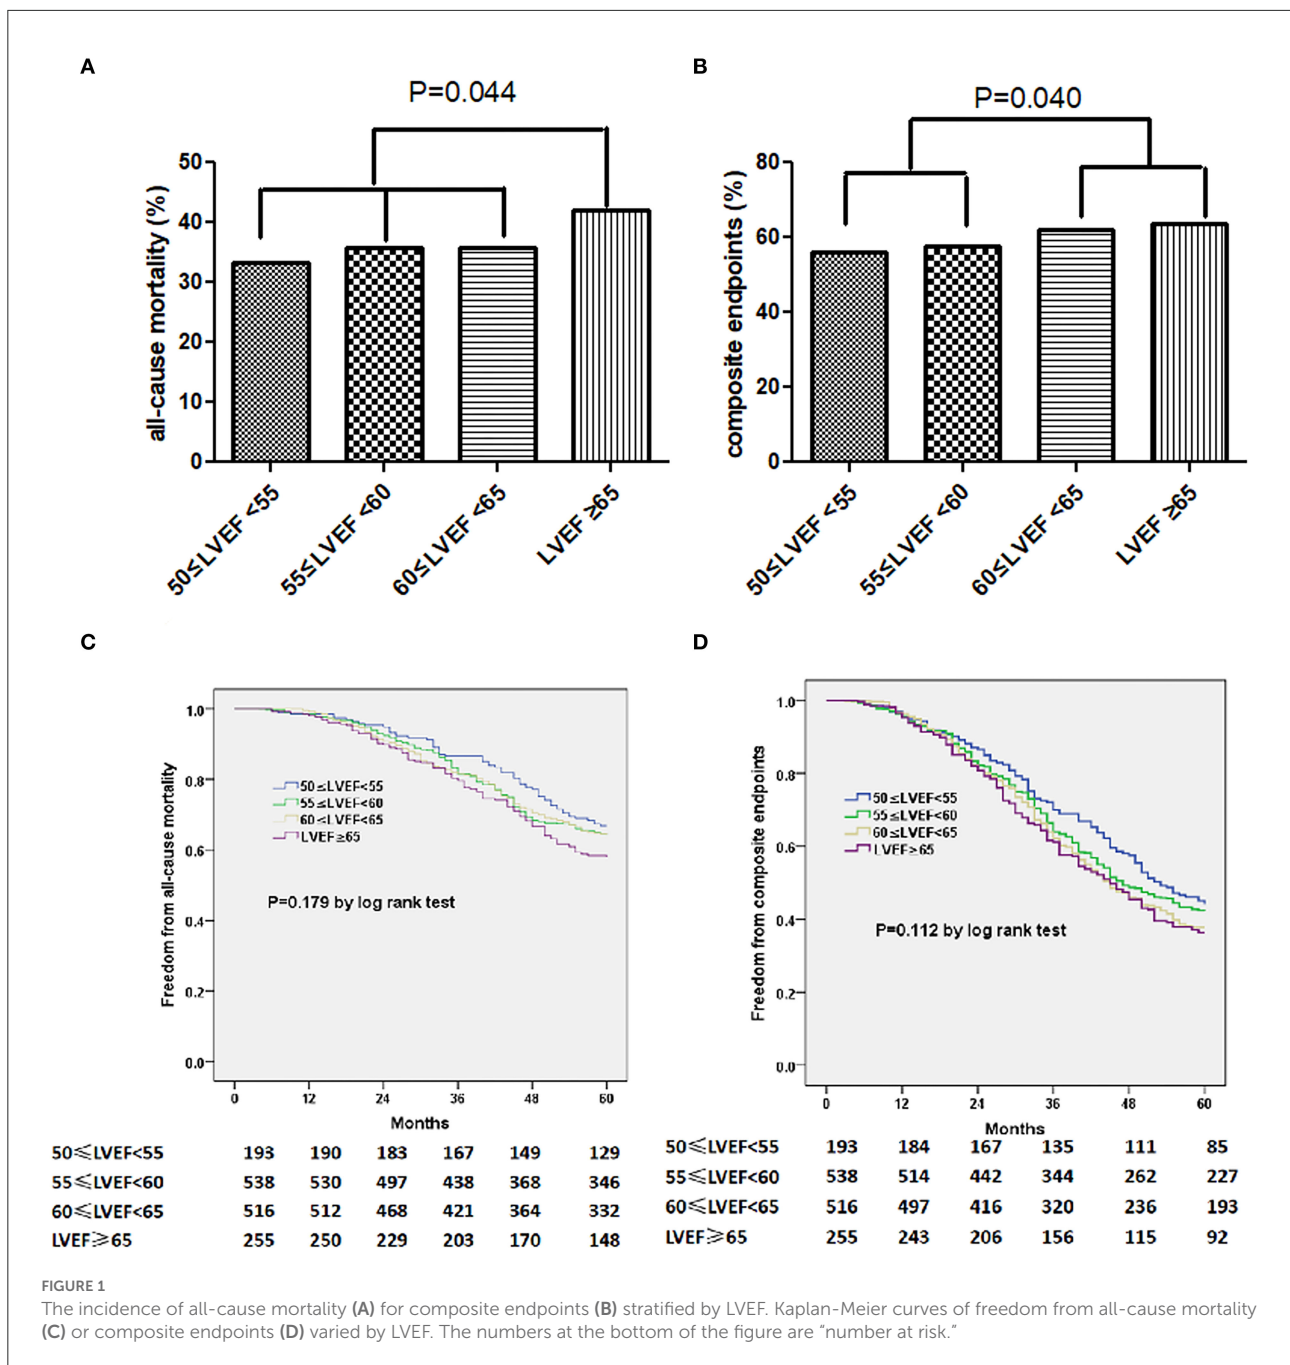 A
P=0.044
all-cause mortality (%)
50
40
30
20
10
0
50≤LVEF <55
55≤LVEF <60
60≤LVEF <65
LVEF ≥65
B
P=0.040
composite endpoints (%)
80
60
40
20
0
50≤LVEF <55
55≤LVEF <60
60≤LVEF <65
LVEF ≥65
C
Freedom from all-cause mortality
1.0
0.8
0.6
0.4
0.2
0.0
50≤LVEF<55
55≤LVEF<60
60≤LVEF<65
LVEF≥65
P=0.179 by log rank test
0 12 24 36 48 60
Months
50⩽LVEF<55 193 190 183 167 149 129
55⩽LVEF<60 538 530 497 438 368 346
60⩽LVEF<65 516 512 468 421 364 332
LVEF⩾65 255 250 229 203 170 148
D
Freedom from composite endpoints
1.0
0.8
0.6
0.4
0.2
0.0
50≤LVEF<55
55≤LVEF<60
60≤LVEF<65
LVEF≥65
P=0.112 by log rank test
0 12 24 36 48 60
Months
50⩽LVEF<55 193 184 167 135 111 85
55⩽LVEF<60 538 514 442 344 262 227
60⩽LVEF<65 516 497 416 320 236 193
LVEF⩾65 255 243 206 156 115 92
FIGURE 1
The incidence of all-cause mortality (A) for composite endpoints (B) stratified by LVEF. Kaplan-Meier curves of freedom from all-cause mortality
(C) or composite endpoints (D) varied by LVEF. The numbers at the bottom of the figure are “number at risk.”